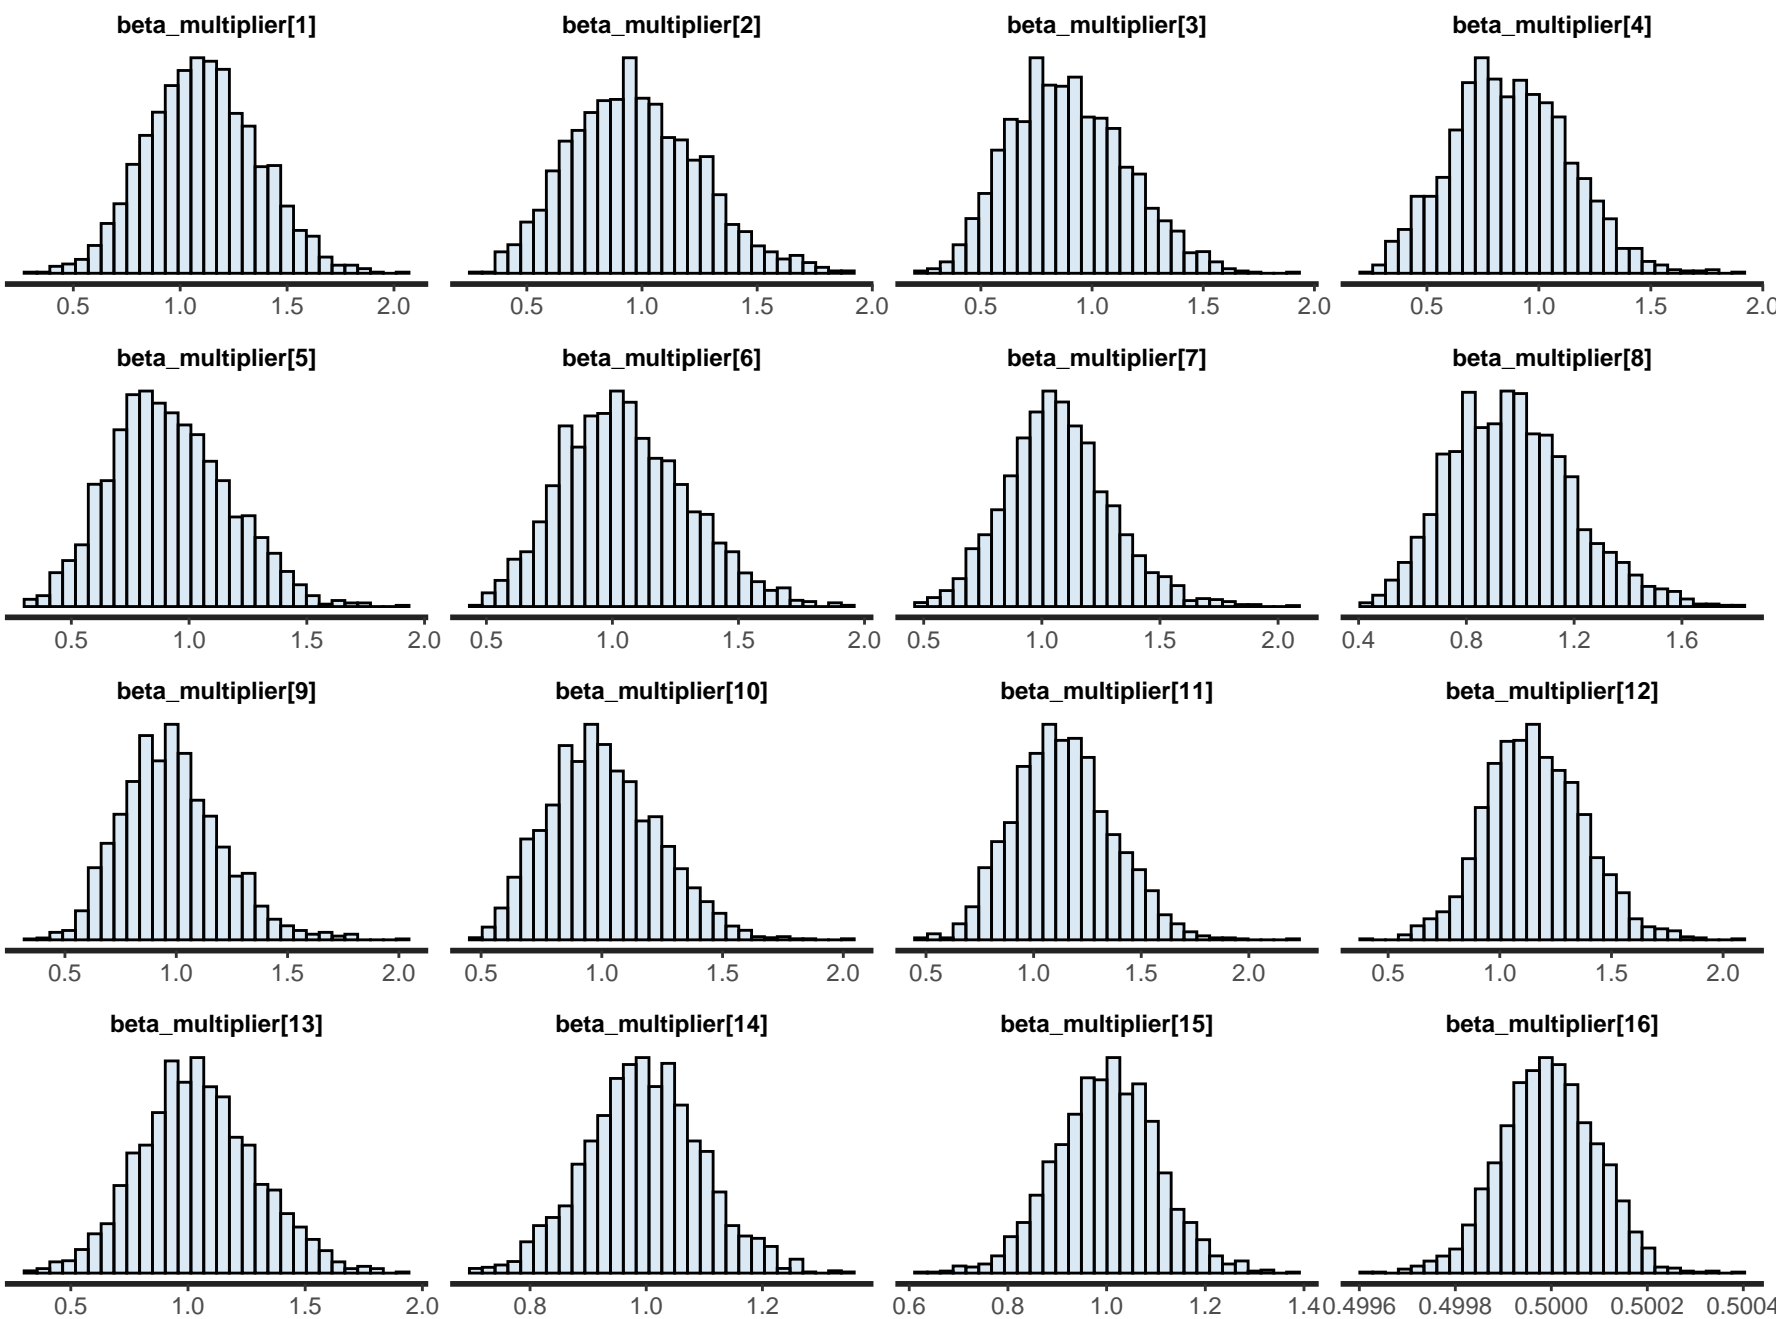 beta_multiplier[1] beta_multiplier[2] beta_multiplier[3] beta_multiplier[4]
0.5 1.0 1.5 2.0 0.5 1.0 1.5 2.0 0.5 1.0 1.5 2.0 0.5 1.0 1.5 2.0
beta_multiplier[5] beta_multiplier[6] beta_multiplier[7] beta_multiplier[8]
0.5 1.0 1.5 2.0 0.5 1.0 1.5 2.0 0.5 1.0 1.5 2.0 0.4 0.8 1.2 1.6
beta_multiplier[9] beta_multiplier[10] beta_multiplier[11] beta_multiplier[12]
0.5 1.0 1.5 2.0 0.5 1.0 1.5 2.0 0.5 1.0 1.5 2.0 0.5 1.0 1.5 2.0
beta_multiplier[13] beta_multiplier[14] beta_multiplier[15] beta_multiplier[16]
0.5 1.0 1.5 2.0 0.8 1.0 1.2 0.6 0.8 1.0 1.2 1.4 0.4996 0.4998 0.5000 0.5002 0.5004